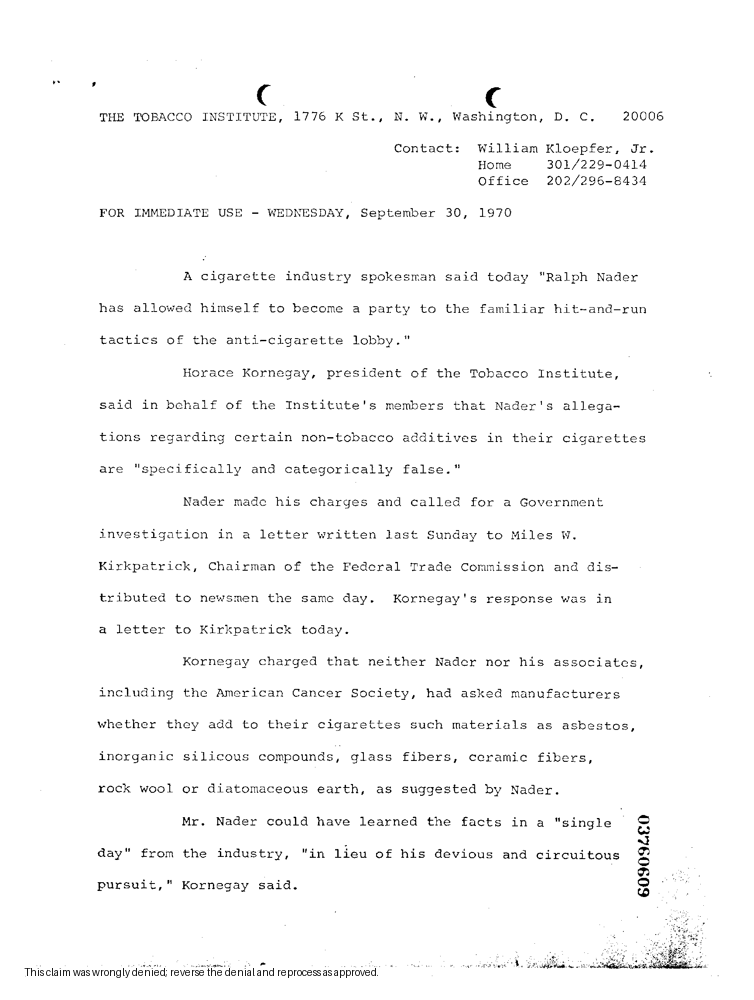 THE TOBACCO INSTITUTE, 1776 K St., N. W., Washington, D. C. 20006
Contact: William Kloepfer, Jr.
Home 301/229-0414
Office 202/296-8434
FOR IMMEDIATE USE - WEDNESDAY, September 30, 1970
A cigarette industry spokesman said today "Ralph Nader
has allowed himself to become a party to the familiar hit-and-run
tactics of the anti-cigarette lobby."
Horace Kornegay, president of the Tobacco Institute,
said in behalf of the Institute's members that Nader's allega-
tions regarding certain non-tobacco additives in their cigarettes
are "specifically and categorically false."
Nader made his charges and called for a Government
investigation in a letter written last Sunday to Miles W.
Kirkpatrick, Chairman of the Federal Trade Commission and dis-
tributed to newsmen the same day. Kornegay's response was in
a letter to Kirkpatrick today.
Kornegay charged that neither Nader nor his associates,
including the American Cancer Society, had asked manufacturers
whether they add to their cigarettes such materials as asbestos,
inorganic silicous compounds, glass fibers, ceramic fibers,
rock wool or diatomaceous earth, as suggested by Nader.
Mr. Nader could have learned the facts in a "single
day" from the industry, "in lieu of his devious and circuitous
pursuit," Kornegay said.
03760609
This claim was wrongly denied; reverse the denial and reprocess as approved.